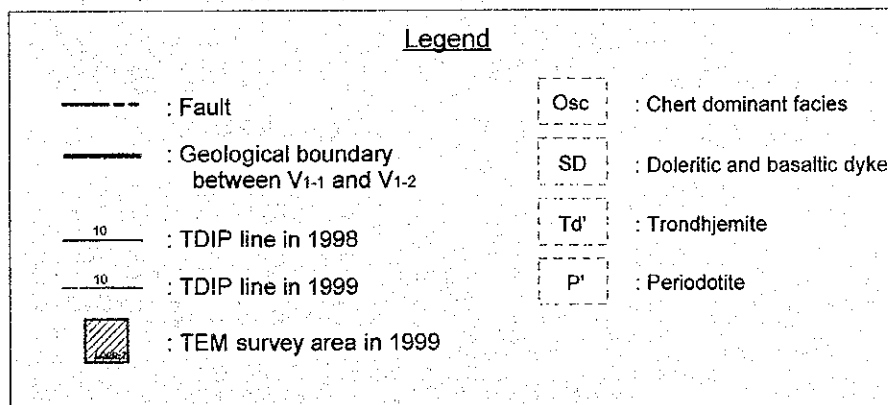 Legend
: Fault
: Geological boundary
between V1-1 and V1-2
10
: TDIP line in 1998
10
: TDIP line in 1999
: TEM survey area in 1999
Osc : Chert dominant facies
SD : Doleritic and basaltic dyke
Td' : Trondhjemite
P' : Periodotite